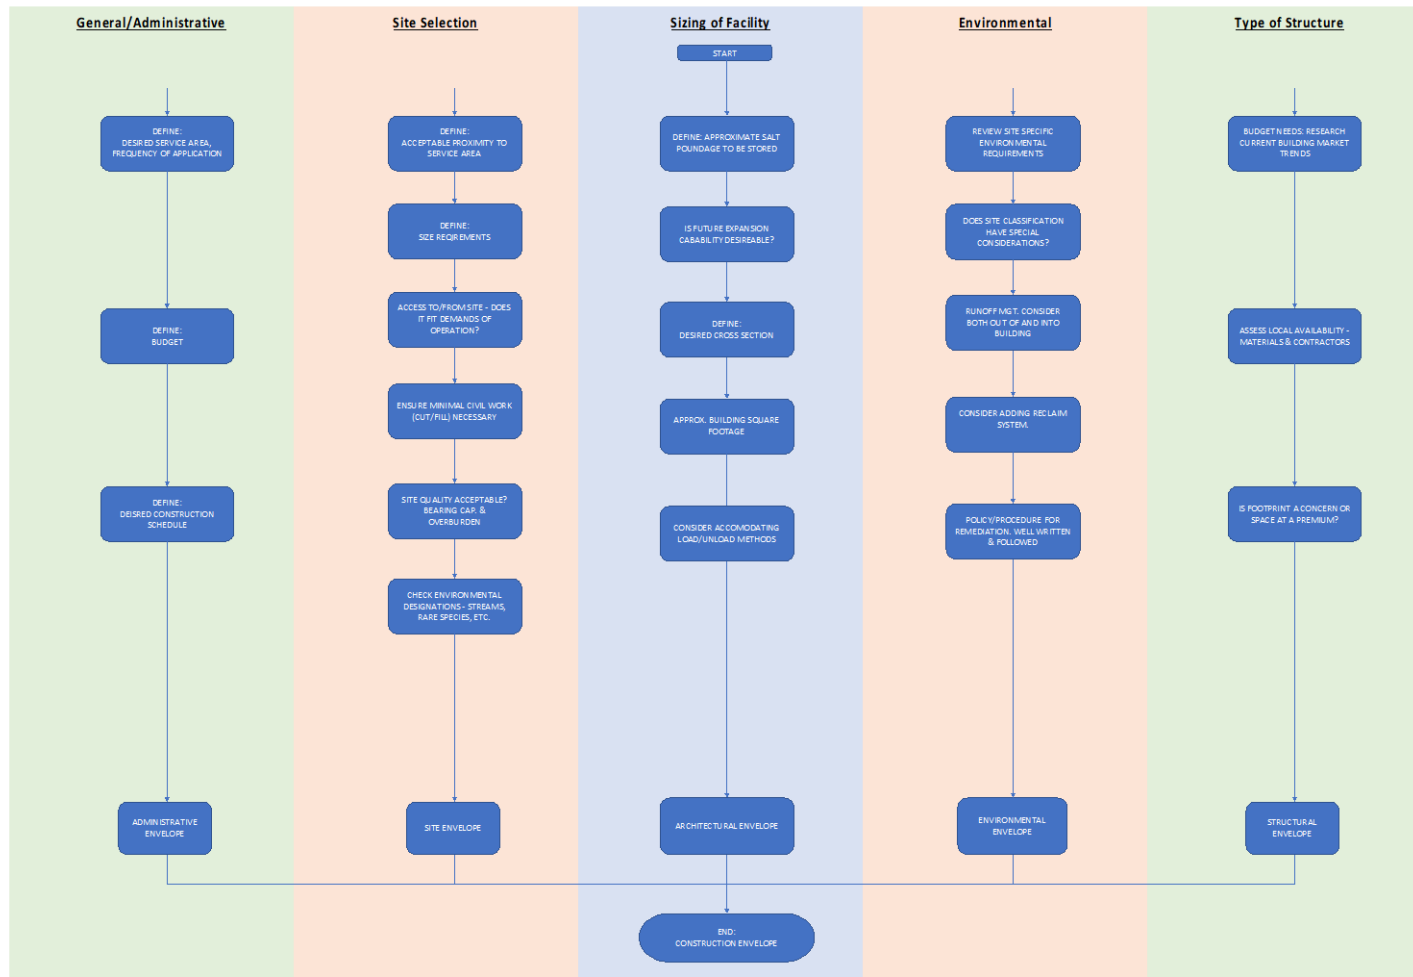 General/Administrative
DEFINE:
DESIRED SERVICE AREA,
FREQUENCY OF APPLICATION
DEFINE:
BUDGET
DEFINE:
DEISRED CONSTRUCTION
SCHEDULE
ADMINISTRATIVE
ENVELOPE
Site Selection
DEFINE:
ACCEPTABLE PROXIMITY TO
SERVICE AREA
DEFINE:
SIZE REQIREMENTS
ACCESS TO/FROM SITE - DOES
IT FIT DEMANDS OF
OPERATION?
ENSURE MINIMAL CIVIL WORK
(CUT/FILL) NECESSARY
SITE QUALITY ACCEPTABLE?
BEARING CAP. &
OVERBURDEN
CHECK ENVIRONMENTAL
DESIGNATIONS - STREAMS,
RARE SPECIES, ETC.
SITE ENVELOPE
Sizing of Facility
START
DEFINE: APPROXIMATE SALT
POUNDAGE TO BE STORED
IS FUTURE EXPANSION
CABABILITY DESIREABLE?
DEFINE:
DESIRED CROSS SECTION
APPROX. BUILDING SQUARE
FOOTAGE
CONSIDER ACCOMODATING
LOAD/UNLOAD METHODS
ARCHITECTURAL ENVELOPE
Environmental
REVIEW SITE SPECIFIC
ENVIRONMENTAL
REQUIREMENTS
DOES SITE CLASSIFICATION
HAVE SPECIAL
CONSIDERATIONS?
RUNOFF MGT. CONSIDER
BOTH OUT OF AND INTO
BUILDING
CONSIDER ADDING RECLAIM
SYSTEM.
POLICY/PROCEDURE FOR
REMEDIATION. WELL WRITTEN
& FOLLOWED
ENVIRONMENTAL
ENVELOPE
Type of Structure
BUDGET NEEDS: RESEARCH
CURRENT BUILDING MARKET
TRENDS
ASSESS LOCAL AVAILABILITY -
MATERIALS & CONTRACTORS
IS FOOTPRINT A CONCERN OR
SPACE AT A PREMIUM?
STRUCTURAL
ENVELOPE
END:
CONSTRUCTION ENVELOPE